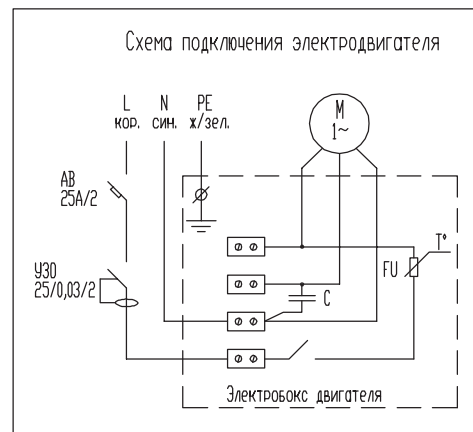 Схема подключения электродвигателя
L N PE
кор. син. ж/зел.
М
1~
АВ
25А/2
УЗО
25/0,03/2
T°
FU
C
Электробокс двигателя